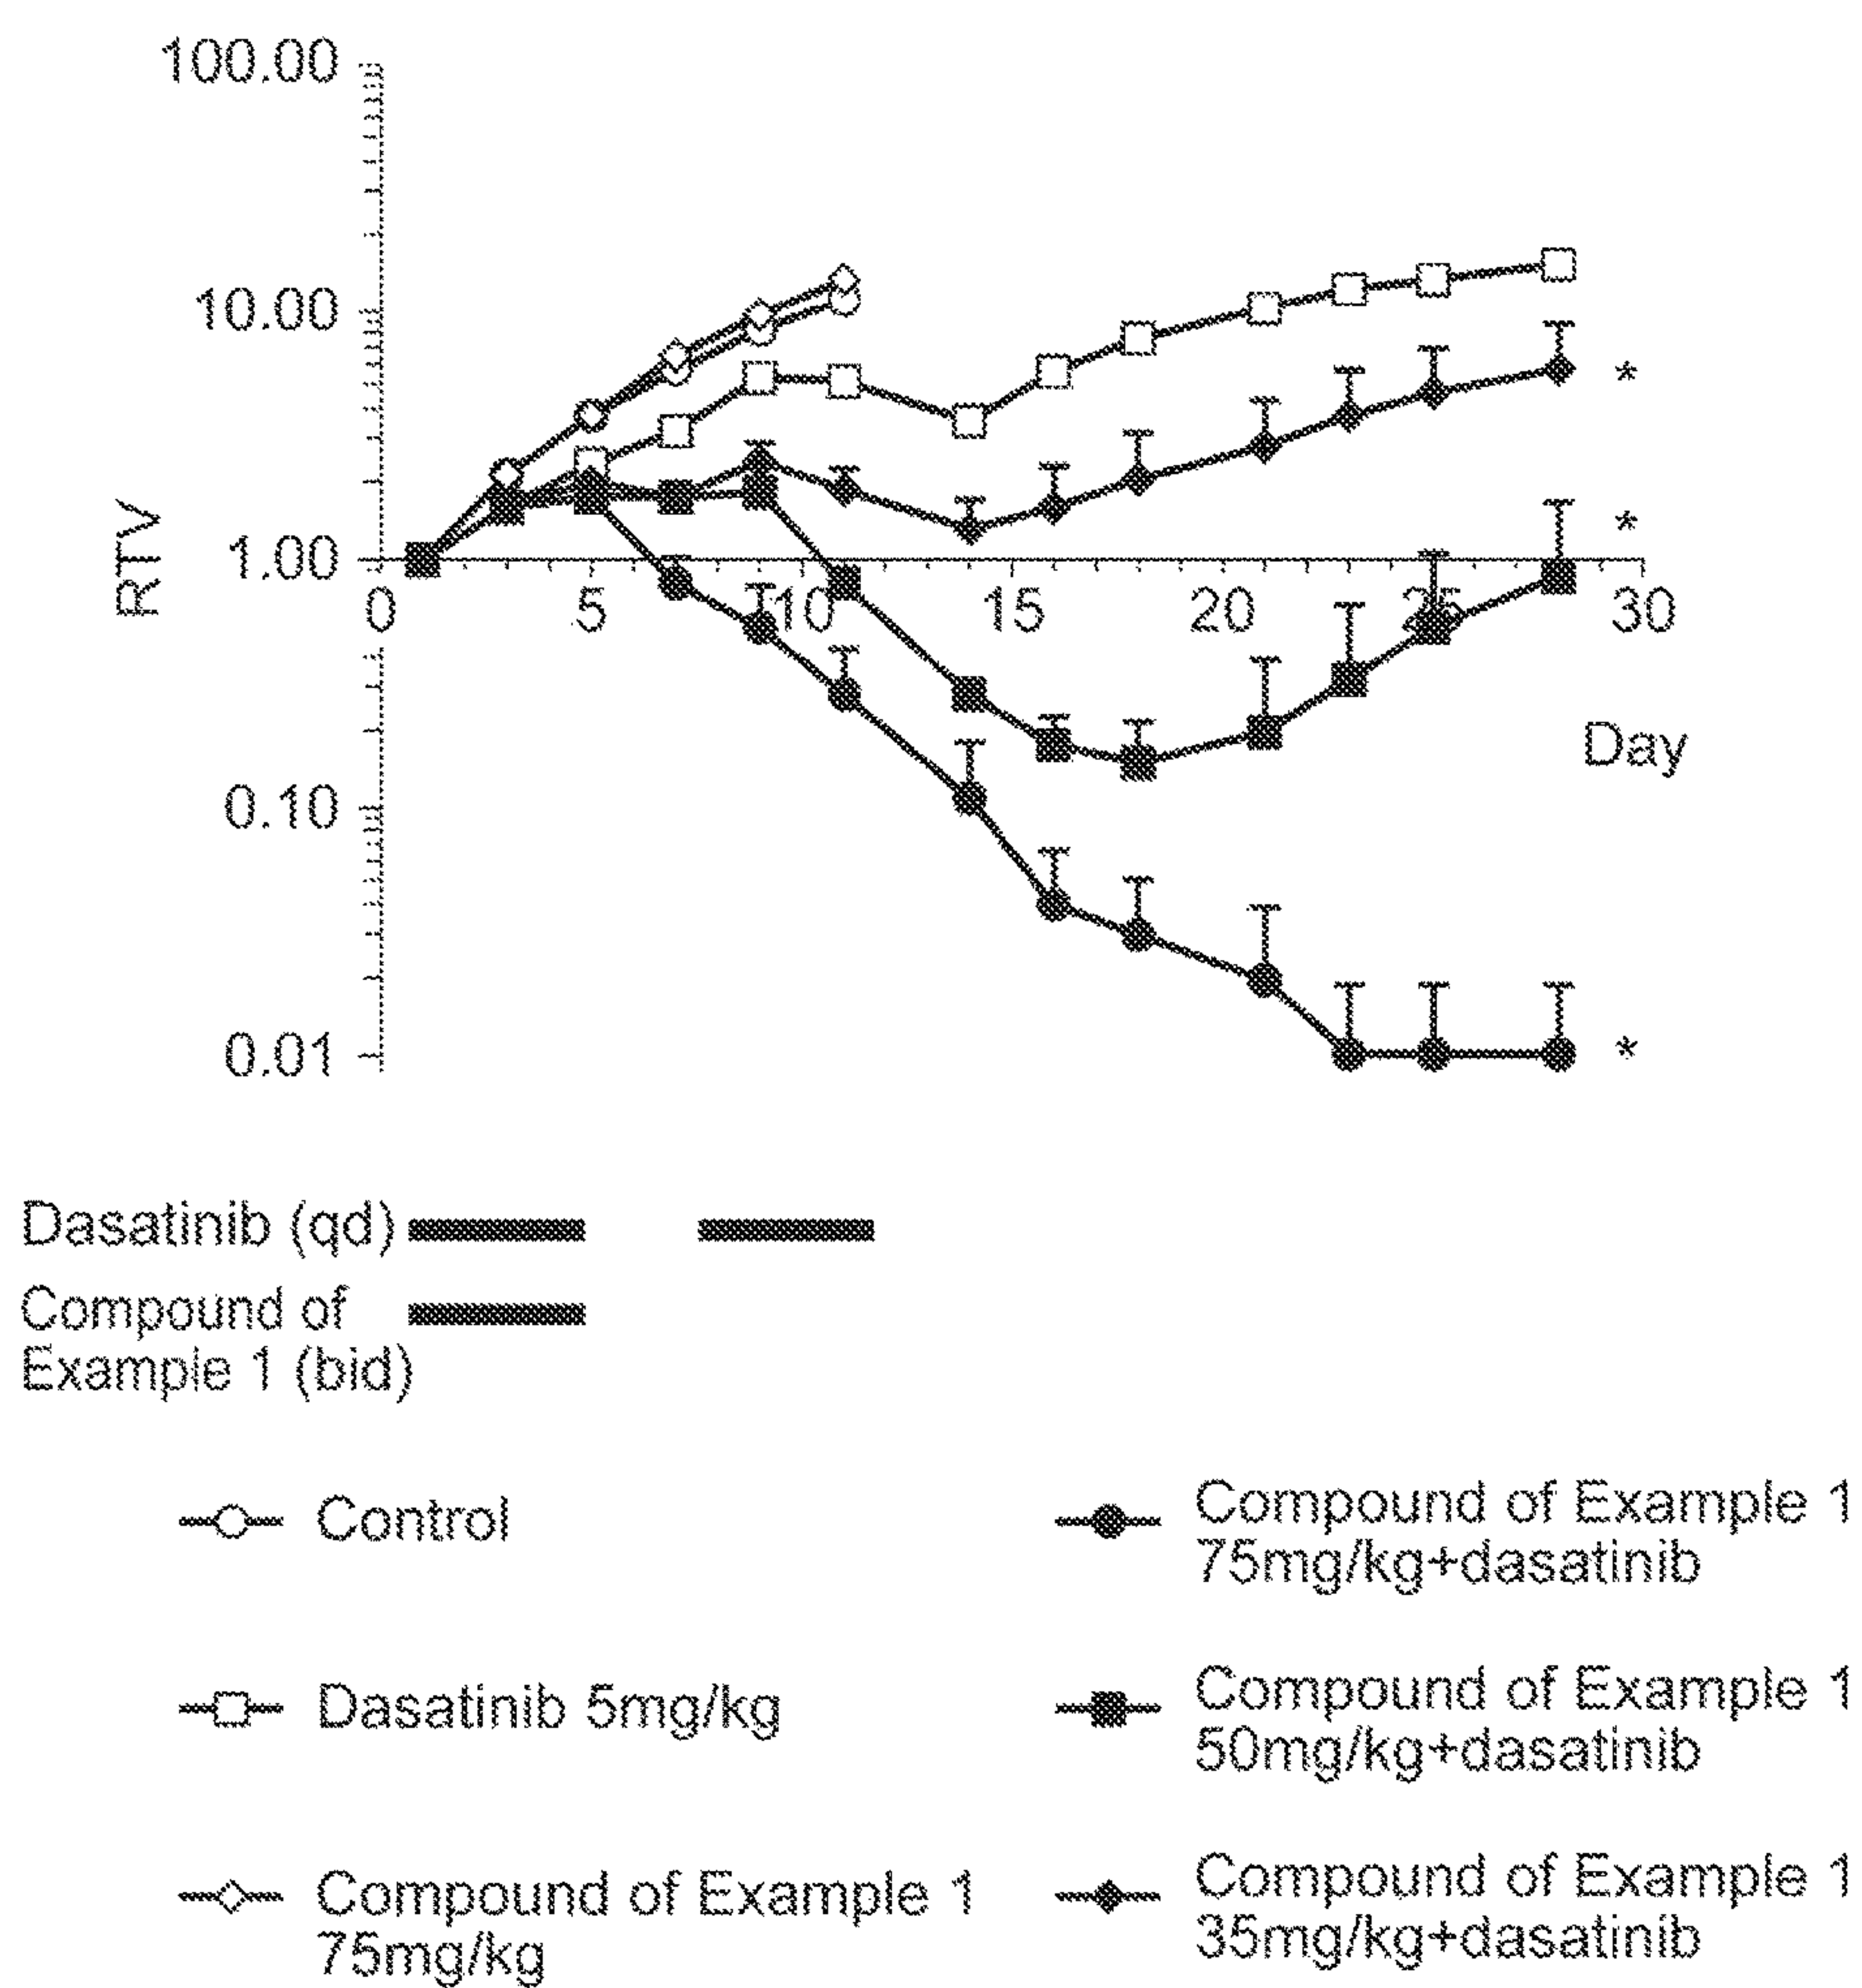 100.00
10.00
1.00
0.10
0.01
RTV
0 5 10 15 20 25 30
Day
*
*
*
Dasatinib (qd)
Compound of
Example 1 (bid)
Control
Dasatinib 5mg/kg
Compound of Example 1
75mg/kg
Compound of Example 1
75mg/kg+dasatinib
Compound of Example 1
50mg/kg+dasatinib
Compound of Example 1
35mg/kg+dasatinib